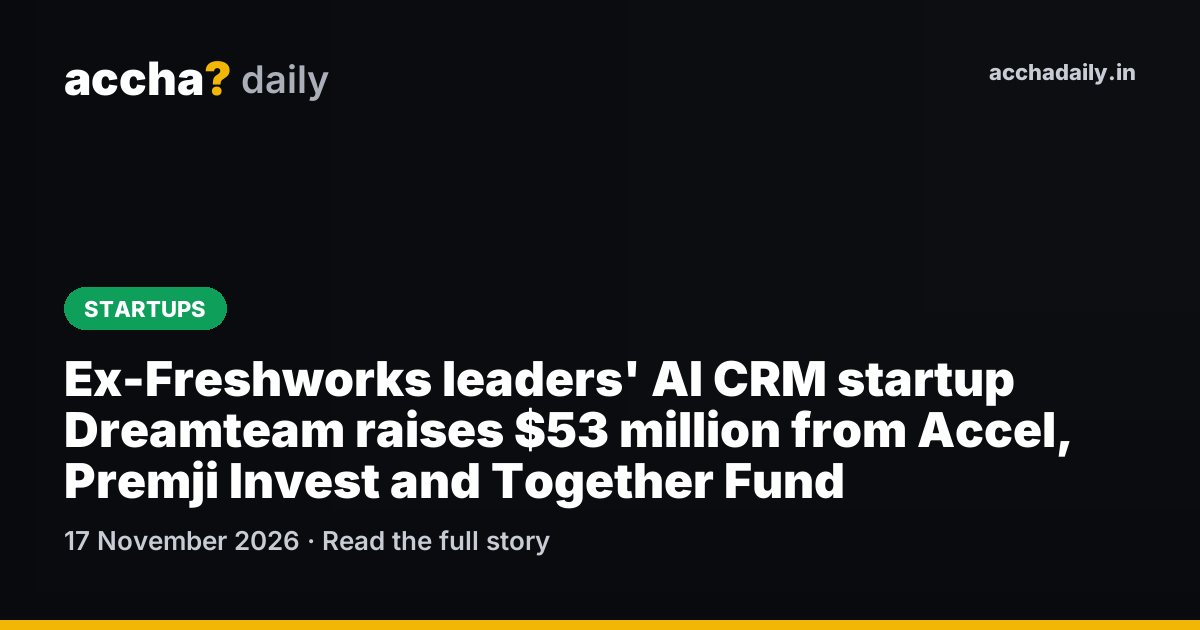 accha? daily
acchadaily.in
STARTUPS
Ex-Freshworks leaders' AI CRM startup
Dreamteam raises $53 million from Accel,
Premji Invest and Together Fund
17 November 2026 · Read the full story